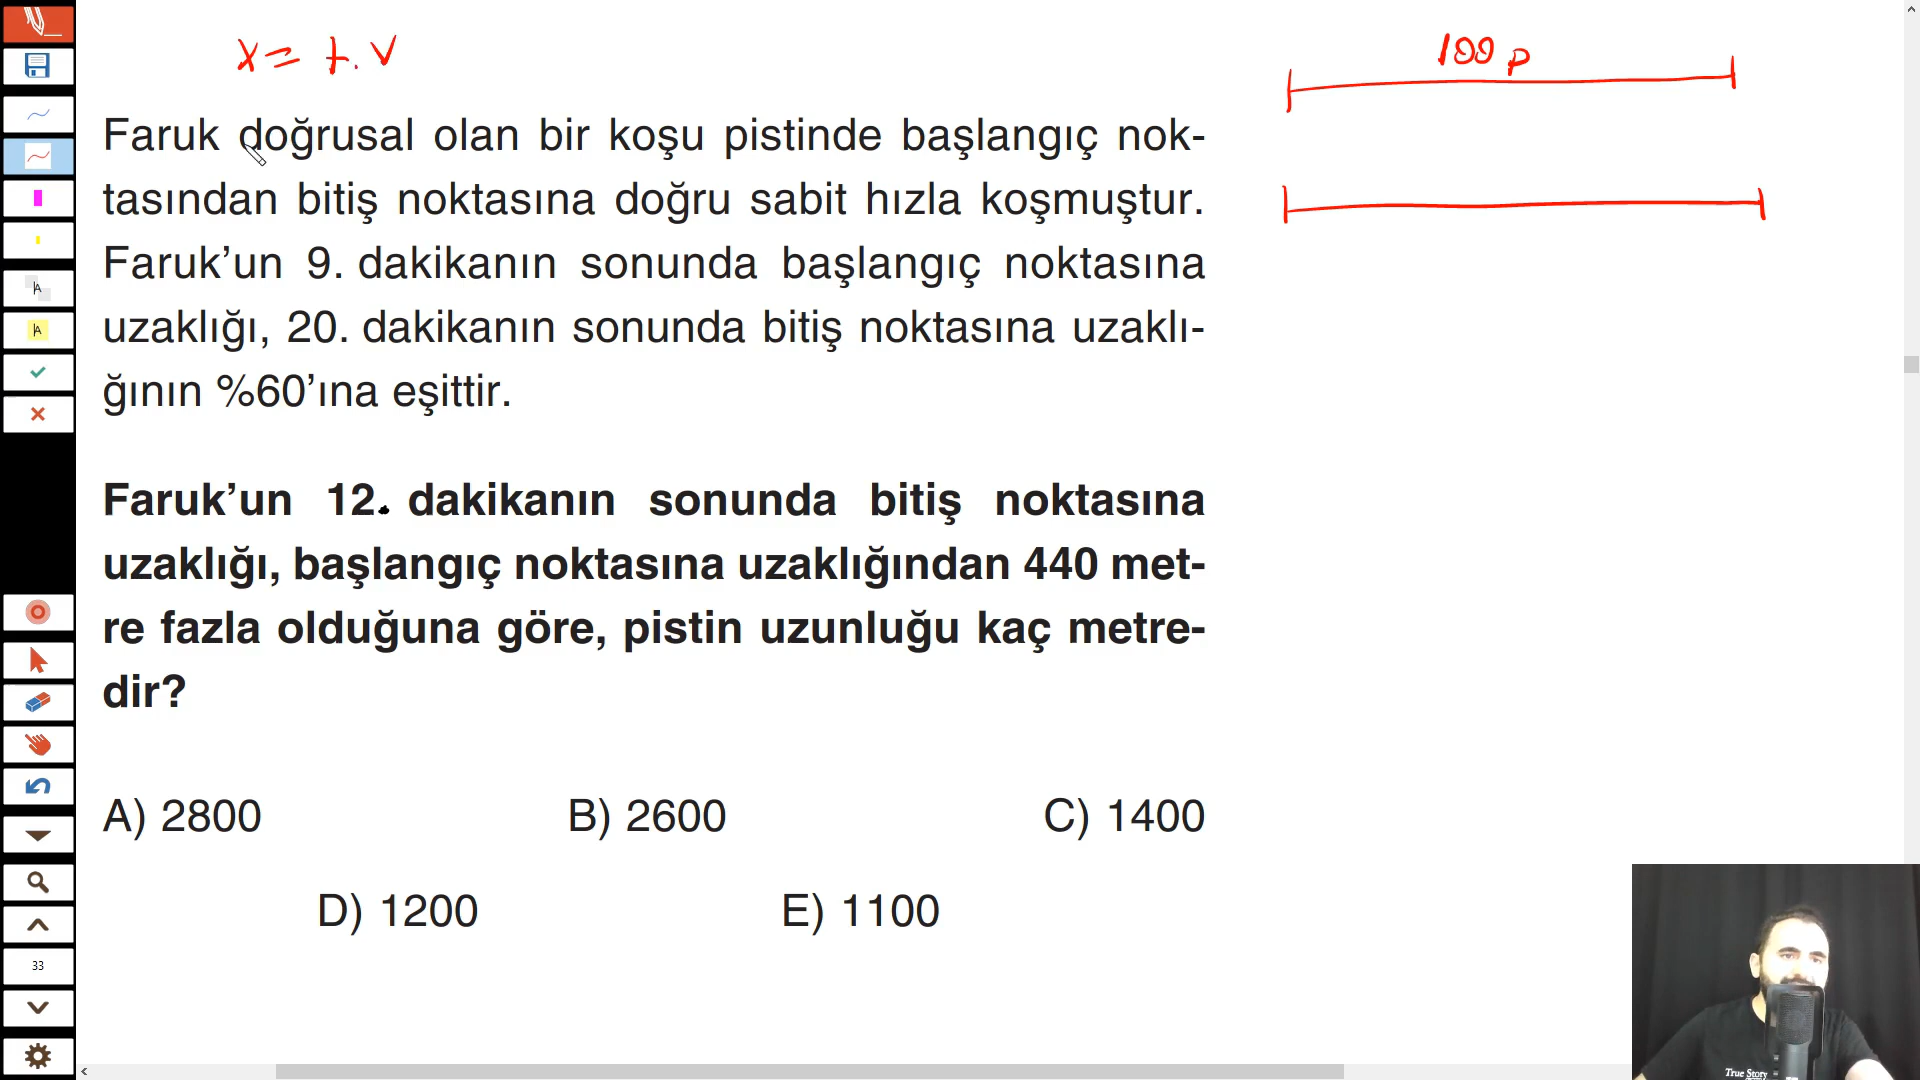 x = t . V
100 p
Faruk doğrusal olan bir koşu pistinde başlangıç nok-
tasından bitiş noktasına doğru sabit hızla koşmuştur.
Faruk’un 9. dakikanın sonunda başlangıç noktasına
uzaklığı, 20. dakikanın sonunda bitiş noktasına uzaklı-
ğının %60’ına eşittir.
Faruk’un 12. dakikanın sonunda bitiş noktasına
uzaklığı, başlangıç noktasına uzaklığından 440 met-
re fazla olduğuna göre, pistin uzunluğu kaç metre-
dir?
A) 2800 B) 2600 C) 1400
D) 1200 E) 1100
33
True Story